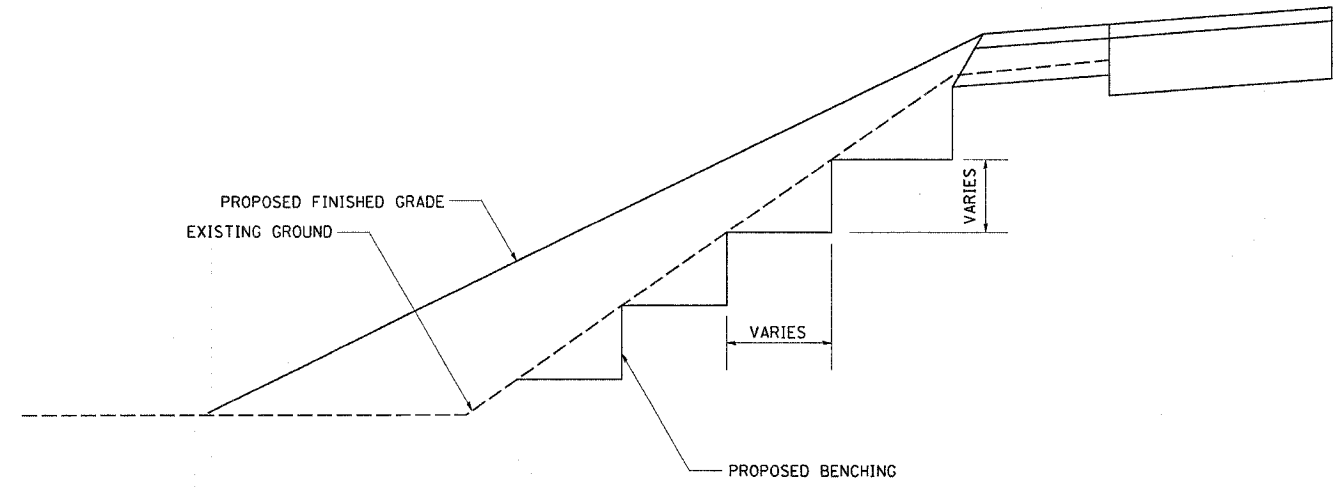 PROPOSED FINISHED GRADE
EXISTING GROUND
VARIES
VARIES
PROPOSED BENCHING